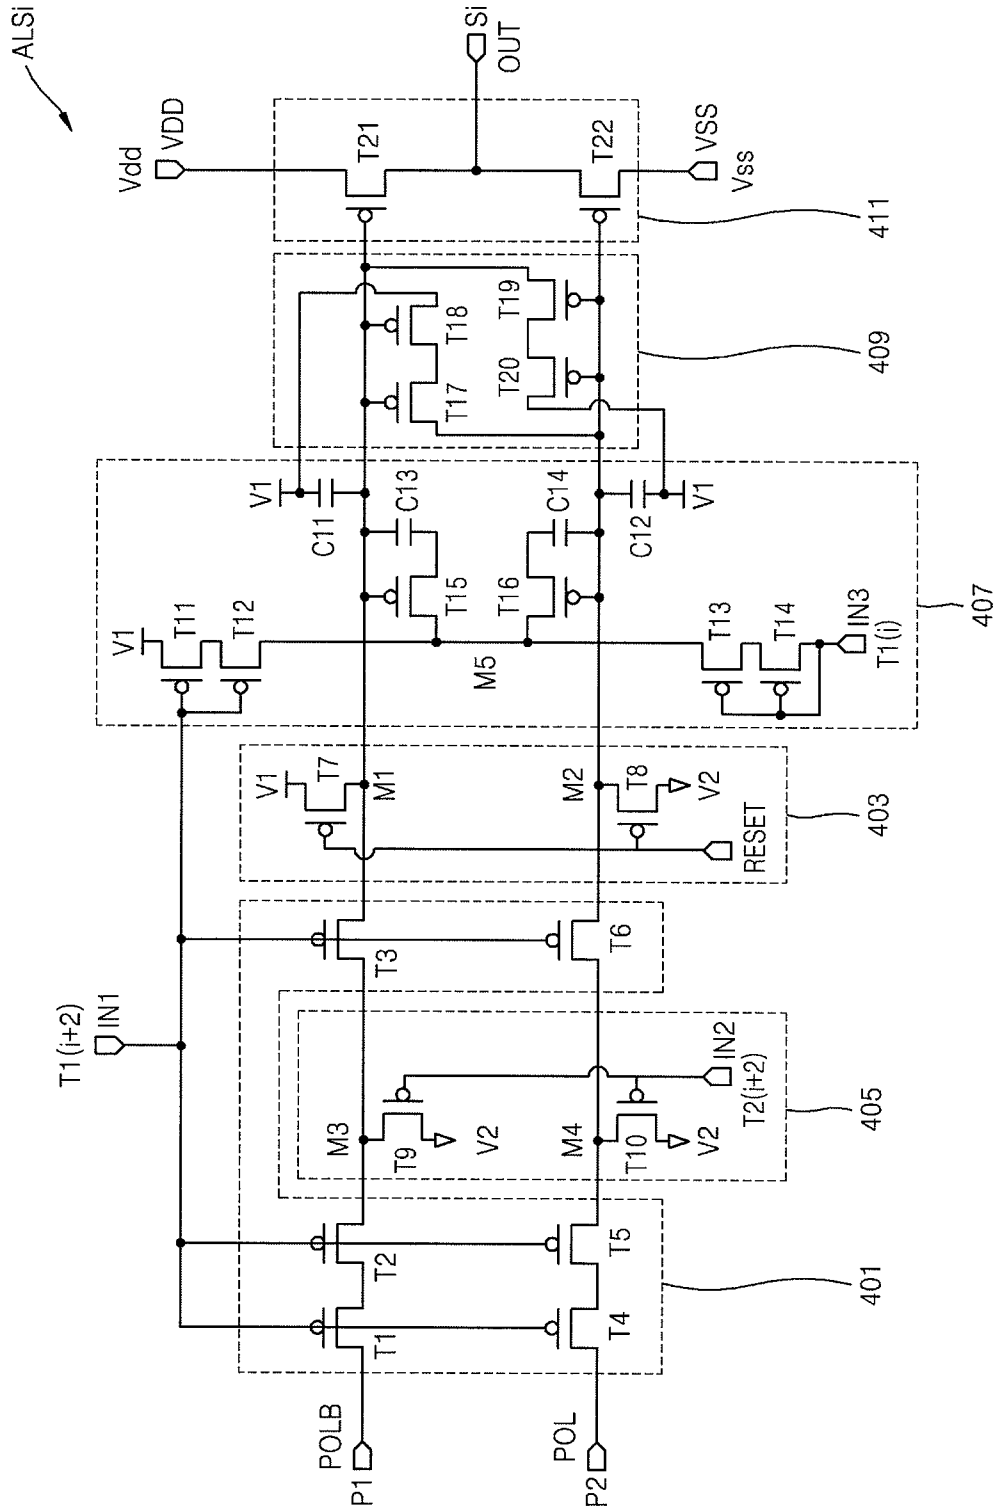 ALSi
Vdd
VDD
Si
OUT
T21
T22
VSS
Vss
411
T18
T17
T19
T20
409
V1
C11
C13
C14
C12
V1
T15
T16
V1
T11
T12
M5
T13
T14
IN3
T1(i)
407
V1
T7
M1
M2
T8
V2
RESET
403
T1(i+2)
IN1
T3
T6
M3
T9
V2
M4
T10
V2
IN2
T2(i+2)
405
T2
T5
T1
T4
401
POLB
P1
POL
P2